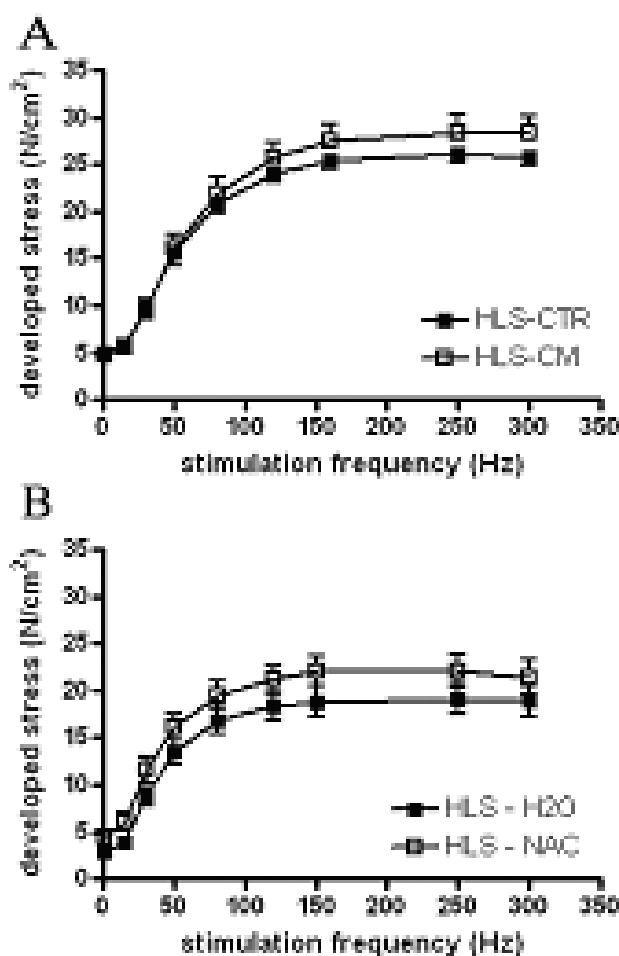 A
developed stress (N/cm²)
35
30
25
20
15
10
5
0
HLS-CTR
HLS-CM
0 50 100 150 200 250 300 350
stimulation frequency (Hz)
B
developed stress (N/cm²)
35
30
25
20
15
10
5
0
HLS - H20
HLS - NAC
0 50 100 150 200 250 300 350
stimulation frequency (Hz)